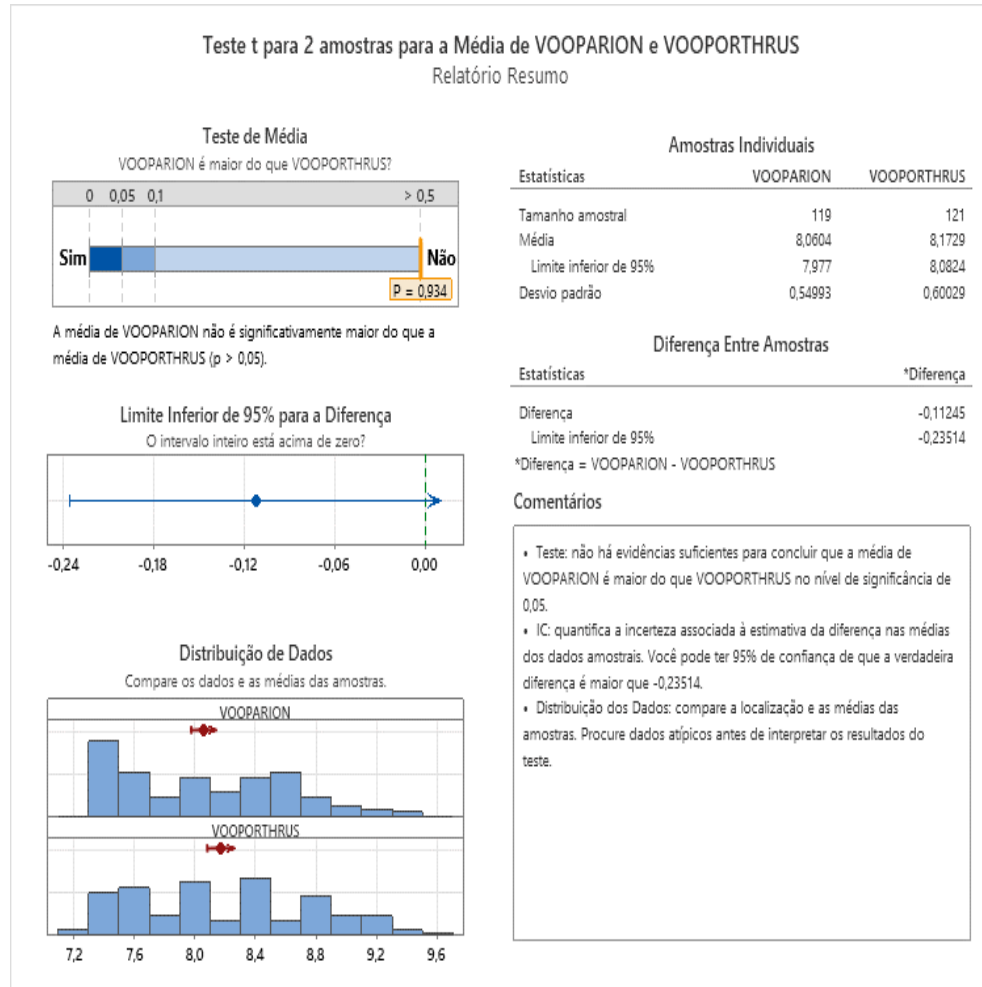 Teste t para 2 amostras para a Média de VOOPARION e VOOPORTHRUS
Relatório Resumo
Teste de Média
VOOPARION é maior do que VOOPORTHRUS?
0 0,05 0,1 > 0,5
Sim Não
P = 0,934
A média de VOOPARION não é significativamente maior do que a
média de VOOPORTHRUS (p > 0,05).
Limite Inferior de 95% para a Diferença
O intervalo inteiro está acima de zero?
-0,24 -0,18 -0,12 -0,06 0,00
Distribuição de Dados
Compare os dados e as médias das amostras.
VOOPARION
VOOPORTHRUS
7,2 7,6 8,0 8,4 8,8 9,2 9,6
Amostras Individuais
Estatísticas VOOPARION VOOPORTHRUS
Tamanho amostral 119 121
Média 8,0604 8,1729
Limite inferior de 95% 7,977 8,0824
Desvio padrão 0,54993 0,60029
Diferença Entre Amostras
Estatísticas *Diferença
Diferença -0,11245
Limite inferior de 95% -0,23514
*Diferença = VOOPARION - VOOPORTHRUS
Comentários
• Teste: não há evidências suficientes para concluir que a média de
VOOPARION é maior do que VOOPORTHRUS no nível de significância de
0,05.
• IC: quantifica a incerteza associada à estimativa da diferença nas médias
dos dados amostrais. Você pode ter 95% de confiança de que a verdadeira
diferença é maior que -0,23514.
• Distribuição dos Dados: compare a localização e as médias das
amostras. Procure dados atípicos antes de interpretar os resultados do
teste.